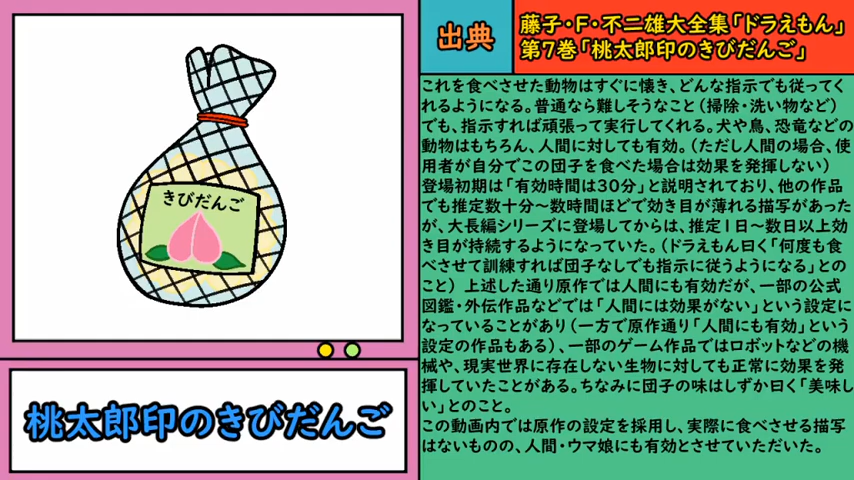 きびだんご
桃太郎印のきびだんご
出典
藤子・F・不二雄大全集「ドラえもん」
第7巻「桃太郎印のきびだんご」
これを食べさせた動物はすぐに懐き、どんな指示でも従ってく
れるようになる。普通なら難しそうなこと（掃除・洗い物など）
でも、指示すれば頑張って実行してくれる。犬や鳥、恐竜などの
動物はもちろん、人間に対しても有効。（ただし人間の場合、使
用者が自分でこの団子を食べた場合は効果を発揮しない）
登場初期は「有効時間は30分」と説明されており、他の作品
でも推定数十分～数時間ほどで効き目が薄れる描写があった
が、大長編シリーズに登場してからは、推定1日～数日以上効
き目が持続するようになっていた。（ドラえもん曰く「何度も食
べさせて訓練すれば団子なしでも指示に従うようになる」との
こと） 上述した通り原作では人間にも有効だが、一部の公式
図鑑・外伝作品などでは「人間には効果がない」という設定に
なっていることがあり（一方で原作通り「人間にも有効」という
設定の作品もある）、一部のゲーム作品ではロボットなどの機
械や、現実世界に存在しない生物に対しても正常に効果を発
揮していたことがある。ちなみに団子の味はしずか曰く「美味し
い」とのこと。
この動画内では原作の設定を採用し、実際に食べさせる描写
はないものの、人間・ウマ娘にも有効とさせていただいた。